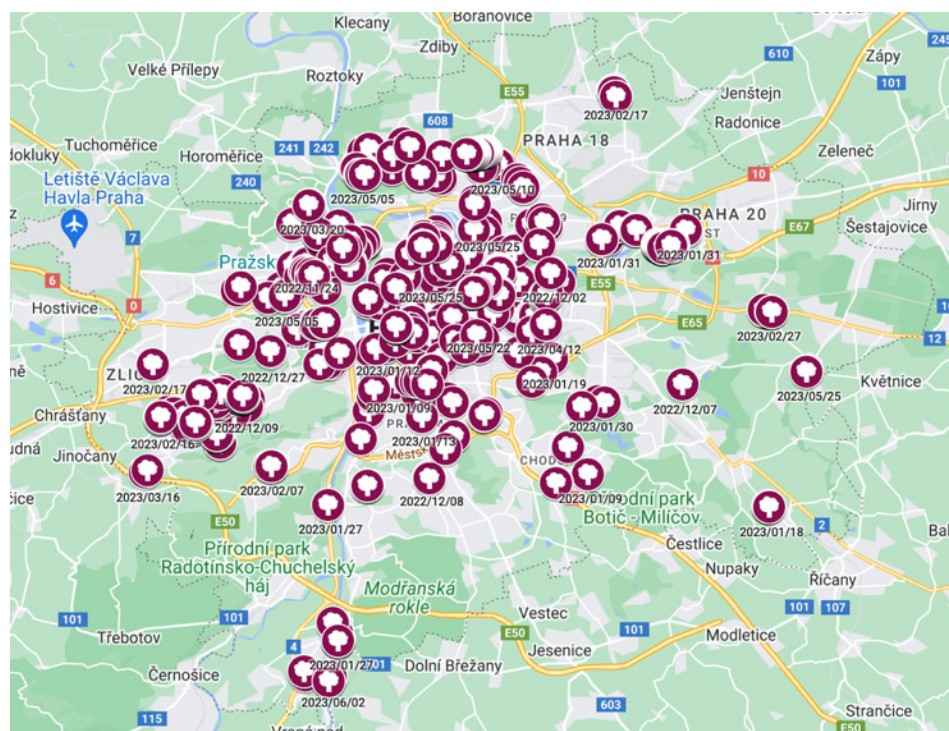 Klecany
Bořanovice
Zdiby
Velké Přílepy
Roztoky
610
Zápy
101
E55
245
Jenštejn
2023/02/17
608
PRAHA 18
Radonice
Tuchoměřice
241
242
Horoměřice
Zeleneč
Letiště Václava
Havla Praha
240
2023/05/05
2023/05/10
10
Jirny
PRAHA 20
7
2023/03/20
2023/05/25
E67
Šestajovice
2023/01/31
2023/01/31
Pražsk
6
2022/11/24
2023/05/25
2022/12/02
E55
Hostivice
0
2023/05/05
E65
2023/02/27
12
2023/05/22
2023/04/12
2022/12/27
2023/01/12
ZLIČ
2023/02/17
2023/01/19
2022/12/07
2023/05/25
Květnice
Chrášťany
2023/01/09
2023/01/30
2023/02/16
2022/12/09
2023/01/13
Jinočany
CHODO
2023/03/16
2023/02/07
2022/12/08
2023/01/09
2023/01/27
Botič - Milíčov
2023/01/18
2
E50
Čestlice
Přírodní park
Radotínsko-Chuchelský
háj
Nupaky
Říčany
Modřanská
rokle
101
101
Vestec
101
107
Třebotov
4
E50
101
Modletice
2023/01/27
Jesenice
Černošice
Dolní Břežany
2023/06/02
603
115
Strančice
E50